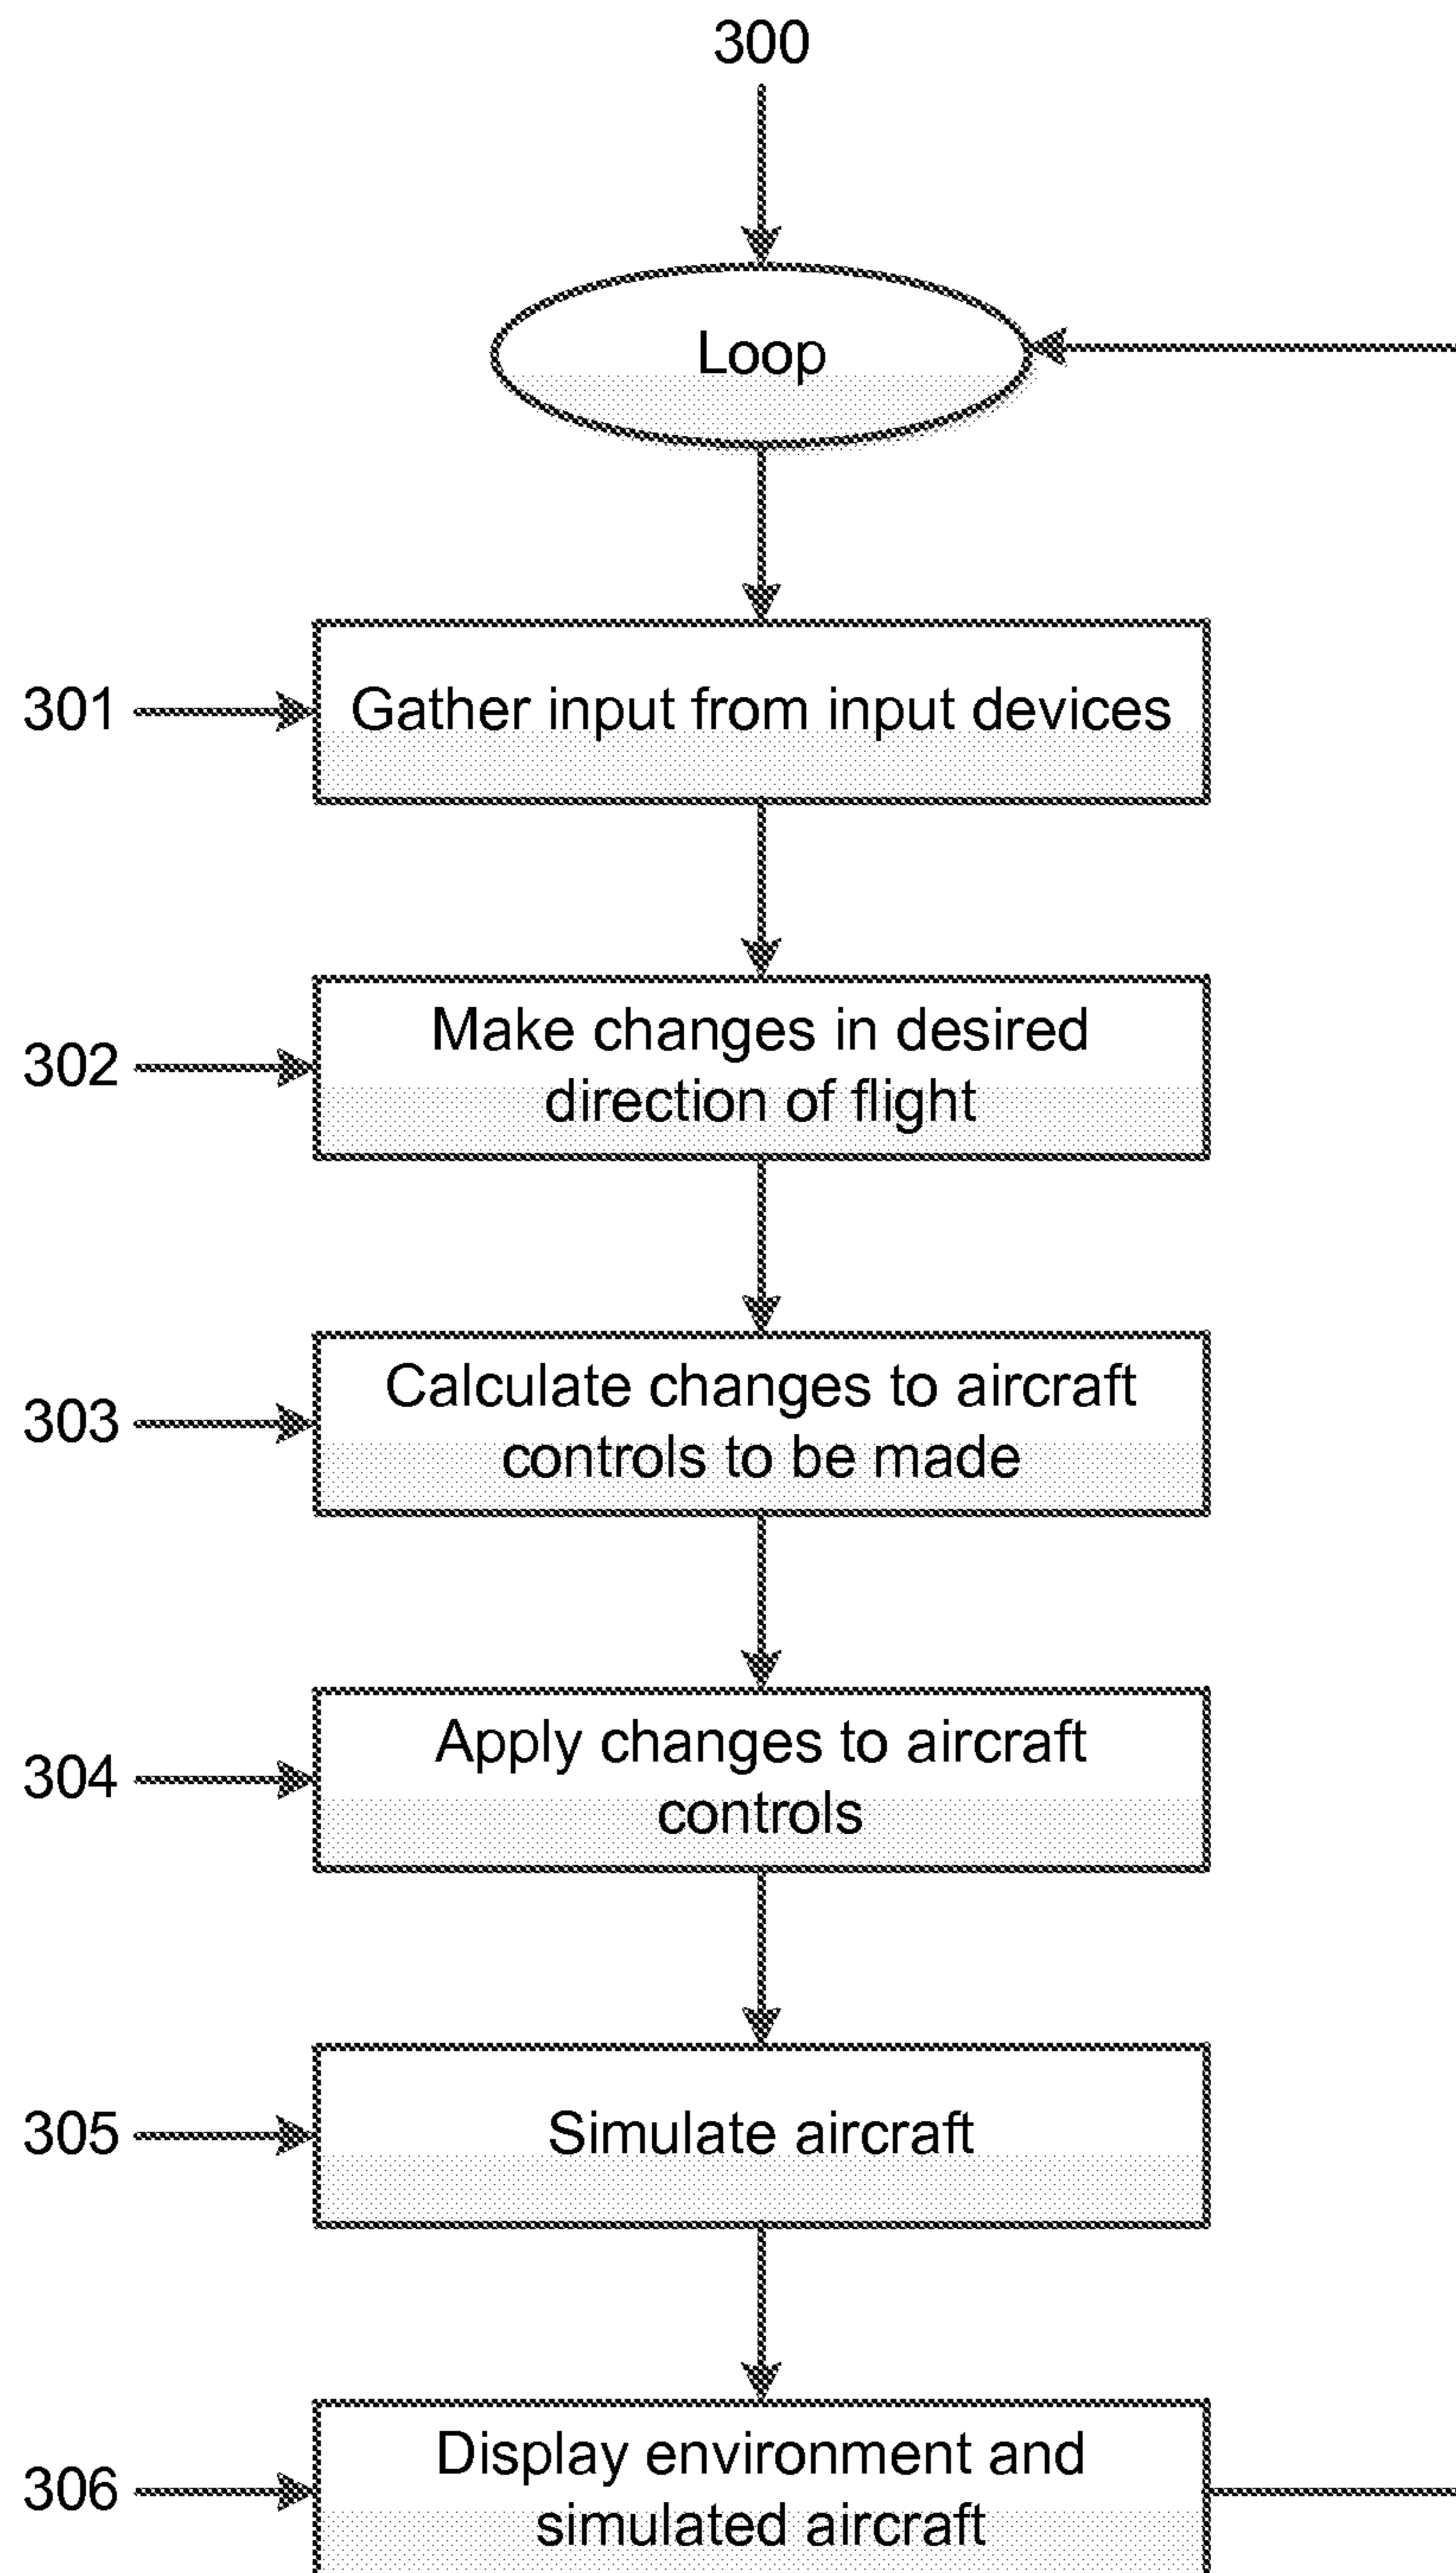 300
Loop
301
Gather input from input devices
302
Make changes in desired
direction of flight
303
Calculate changes to aircraft
controls to be made
304
Apply changes to aircraft
controls
305
Simulate aircraft
306
Display environment and
simulated aircraft